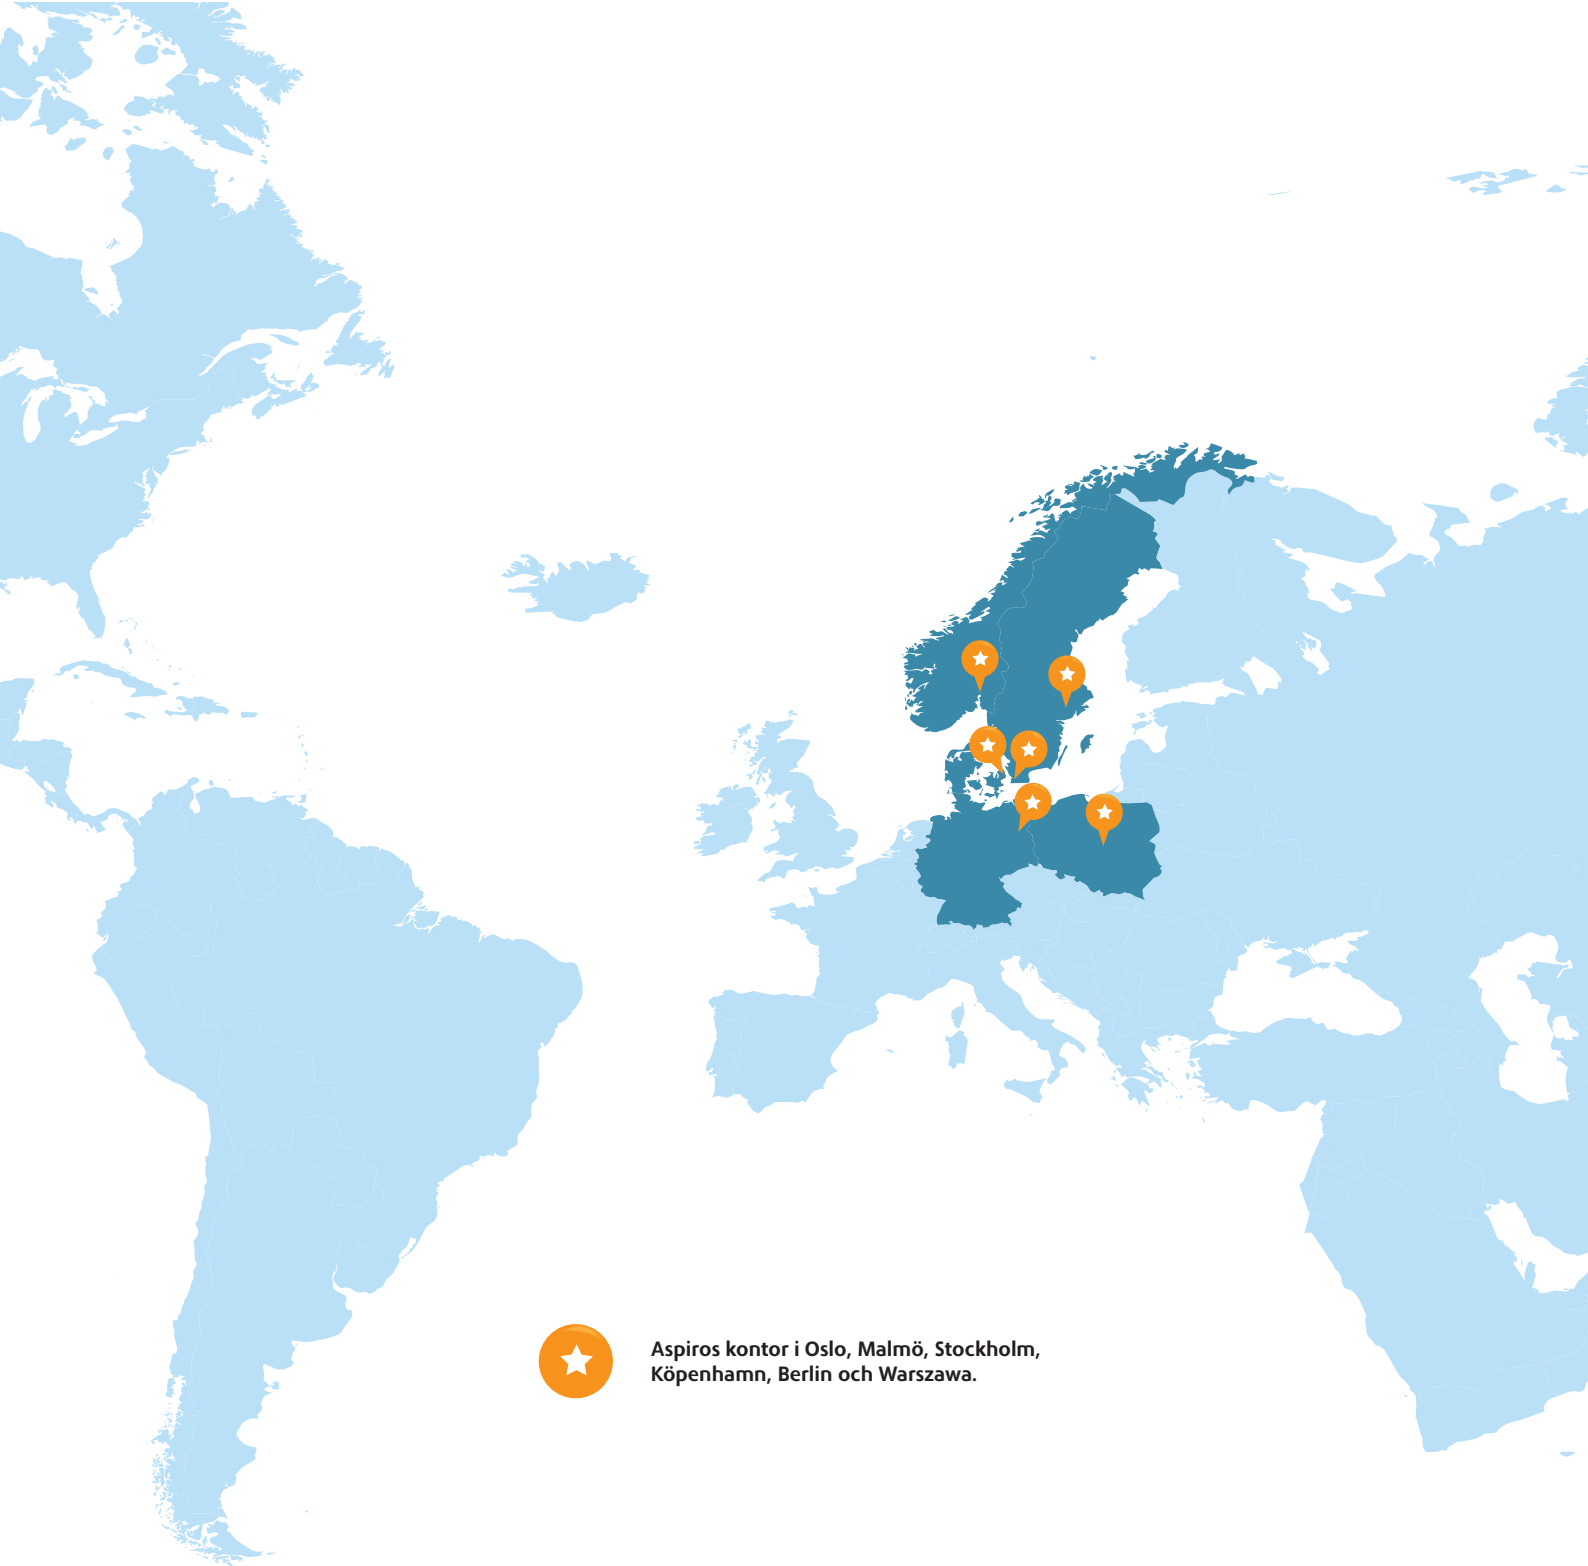 Aspiros kontor i Oslo, Malmö, Stockholm,
Köpenhamn, Berlin och Warszawa.